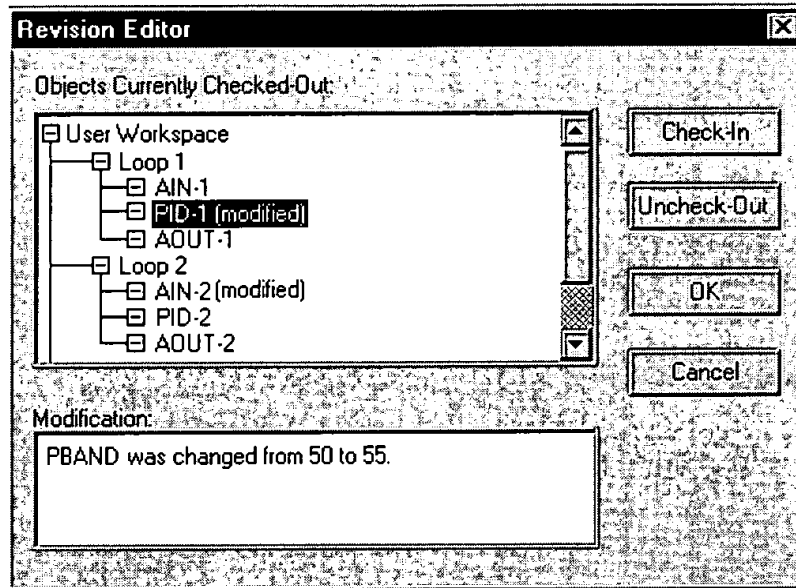 Revision Editor
Objects Currently Checked-Out:
User Workspace
Loop 1
AIN-1
PID-1 (modified)
AOUT-1
Loop 2
AIN-2 (modified)
PID-2
AOUT-2
Check-In
Uncheck-Out
OK
Cancel
Modification:
PBAND was changed from 50 to 55.